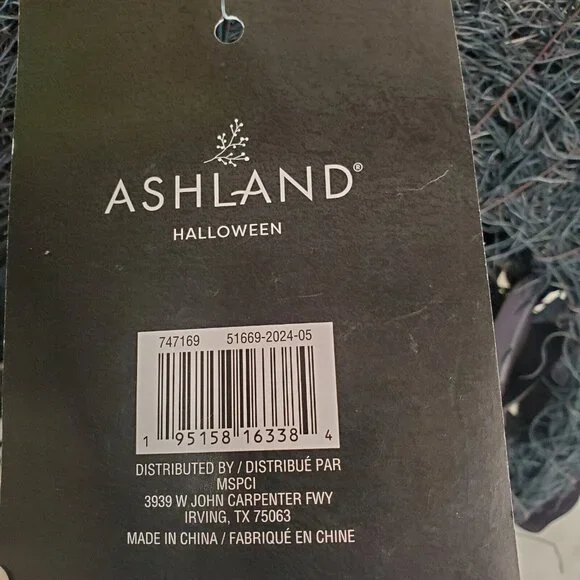 ASHLAND®
HALLOWEEN
747169 51669-2024-05
1 95158 16338 4
DISTRIBUTED BY / DISTRIBUÉ PAR
MSPCI
3939 W JOHN CARPENTER FWY
IRVING, TX 75063
MADE IN CHINA / FABRIQUÉ EN CHINE